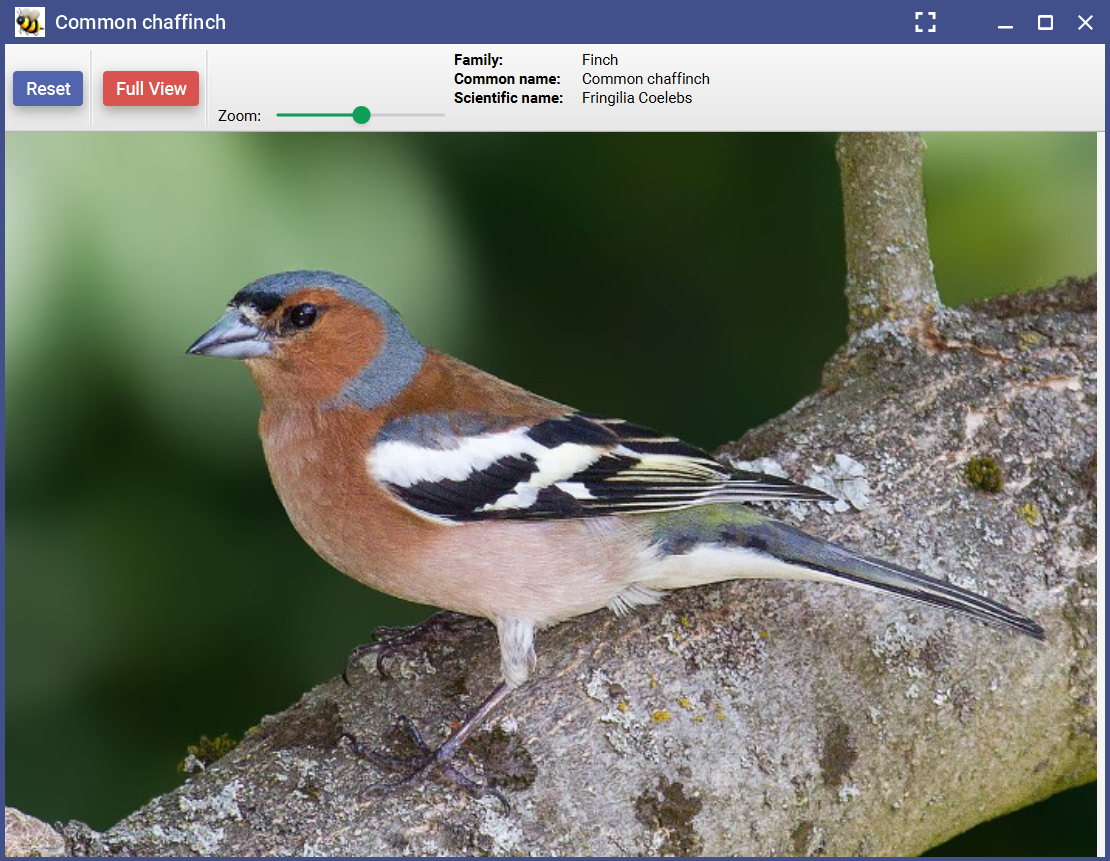 Common chaffinch
Reset
Full View
Zoom:
Family: Finch
Common name: Common chaffinch
Scientific name: Fringilia Coelebs